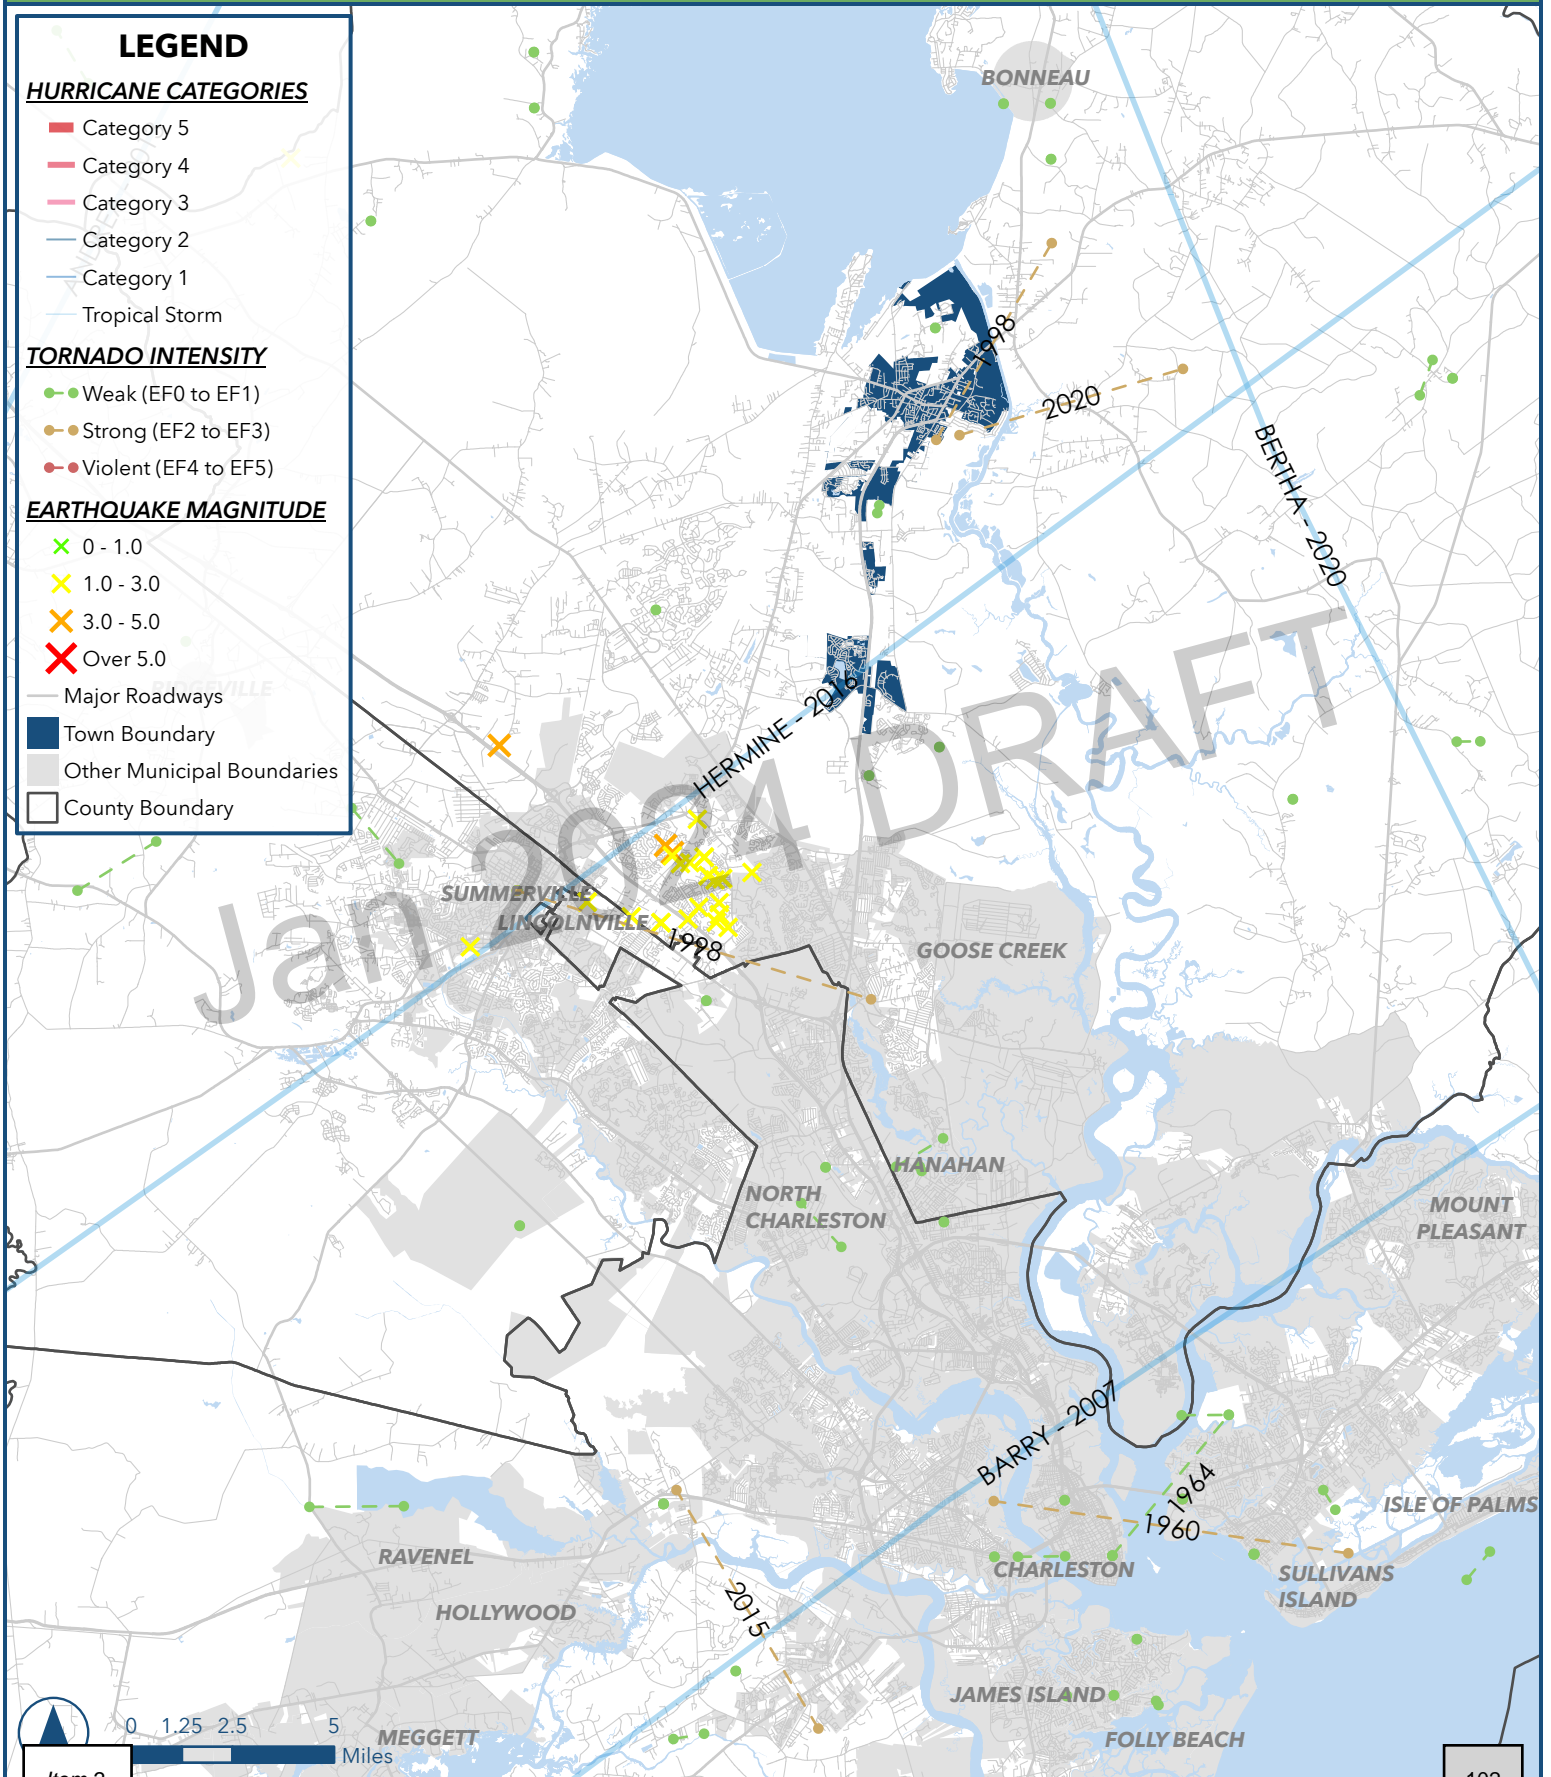 LEGEND
HURRICANE CATEGORIES
Category 5
Category 4
Category 3
Category 2
Category 1
Tropical Storm
TORNADO INTENSITY
Weak (EF0 to EF1)
Strong (EF2 to EF3)
Violent (EF4 to EF5)
EARTHQUAKE MAGNITUDE
0 - 1.0
1.0 - 3.0
3.0 - 5.0
Over 5.0
Major Roadways
Town Boundary
Other Municipal Boundaries
County Boundary
BONNEAU
1998
2020
BERTHA - 2020
HERMINE - 2016
Jan 2024 DRAFT
SUMMERVILLE
LINCOLNVILLE
1998
GOOSE CREEK
HANAHAN
NORTH
CHARLESTON
MOUNT
PLEASANT
BARRY - 2007
1964
1960
ISLE OF PALMS
CHARLESTON
SULLIVANS
ISLAND
RAVENEL
HOLLYWOOD
2015
JAMES ISLAND
FOLLY BEACH
MEGGETT
0 1.25 2.5 5
Miles